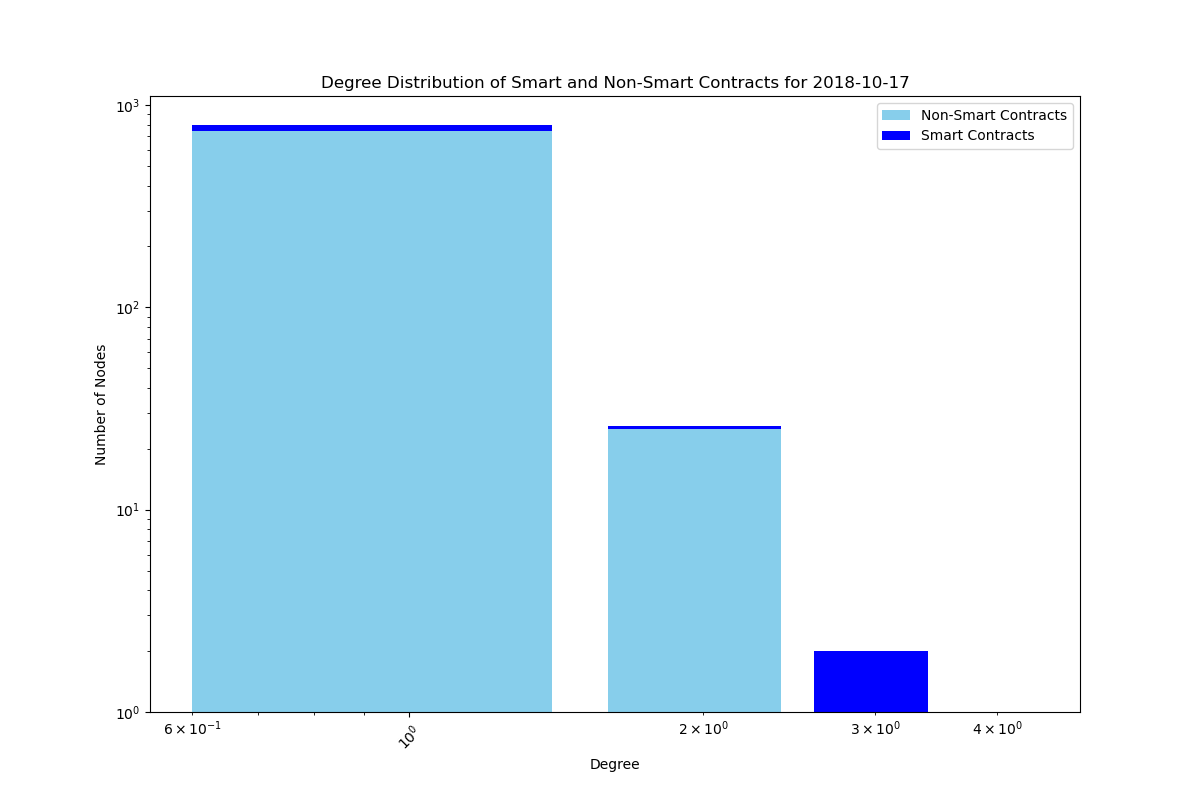 Degree Distribution of Smart and Non-Smart Contracts for 2018-10-17
Non-Smart Contracts
Smart Contracts
10³
10²
10¹
10⁰
Number of Nodes
6 × 10⁻¹
10⁰
2 × 10⁰
3 × 10⁰
4 × 10⁰
Degree